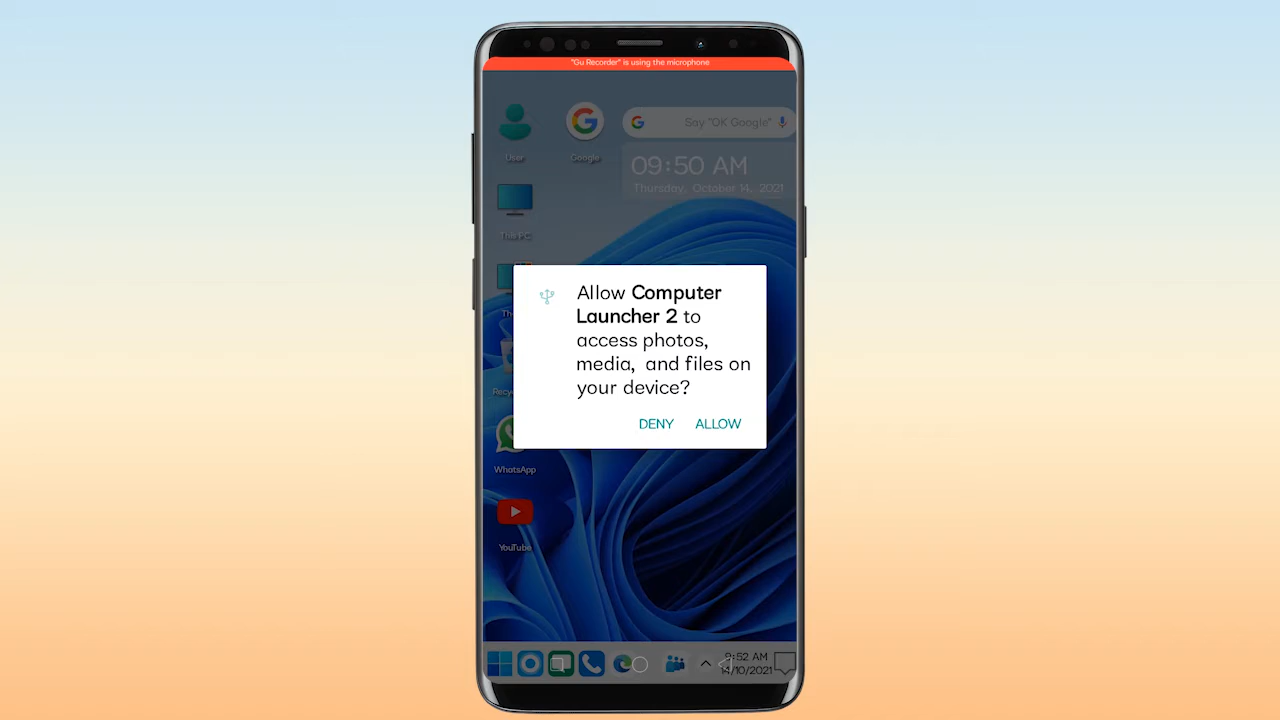 "Gu Recorder" is using the microphone
Say "OK Google"
User
Google
09:50 AM
Thursday, October 14, 2021
This PC
Allow Computer
Launcher 2 to
access photos,
media, and files on
your device?
DENY ALLOW
WhatsApp
YouTube
9:52 AM
14/10/2021